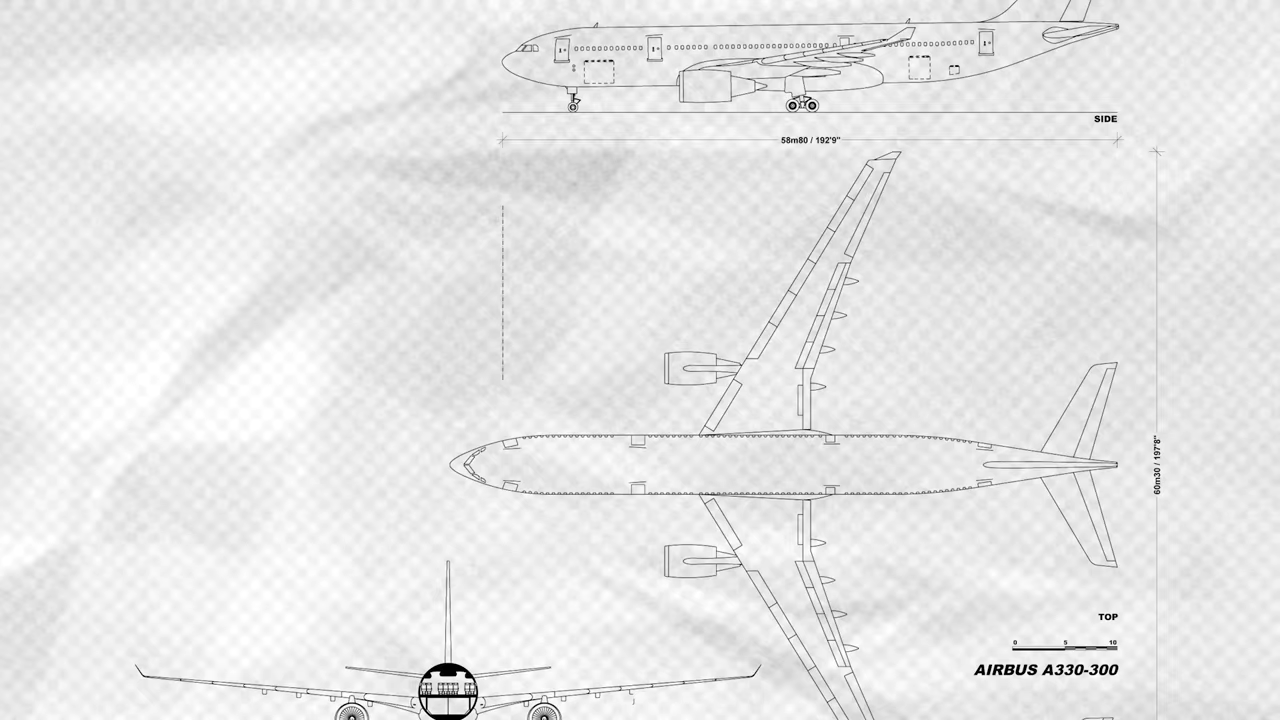 SIDE
58m80 / 192'9"
60m30 / 197'8"
TOP
0 5 10
AIRBUS A330-300